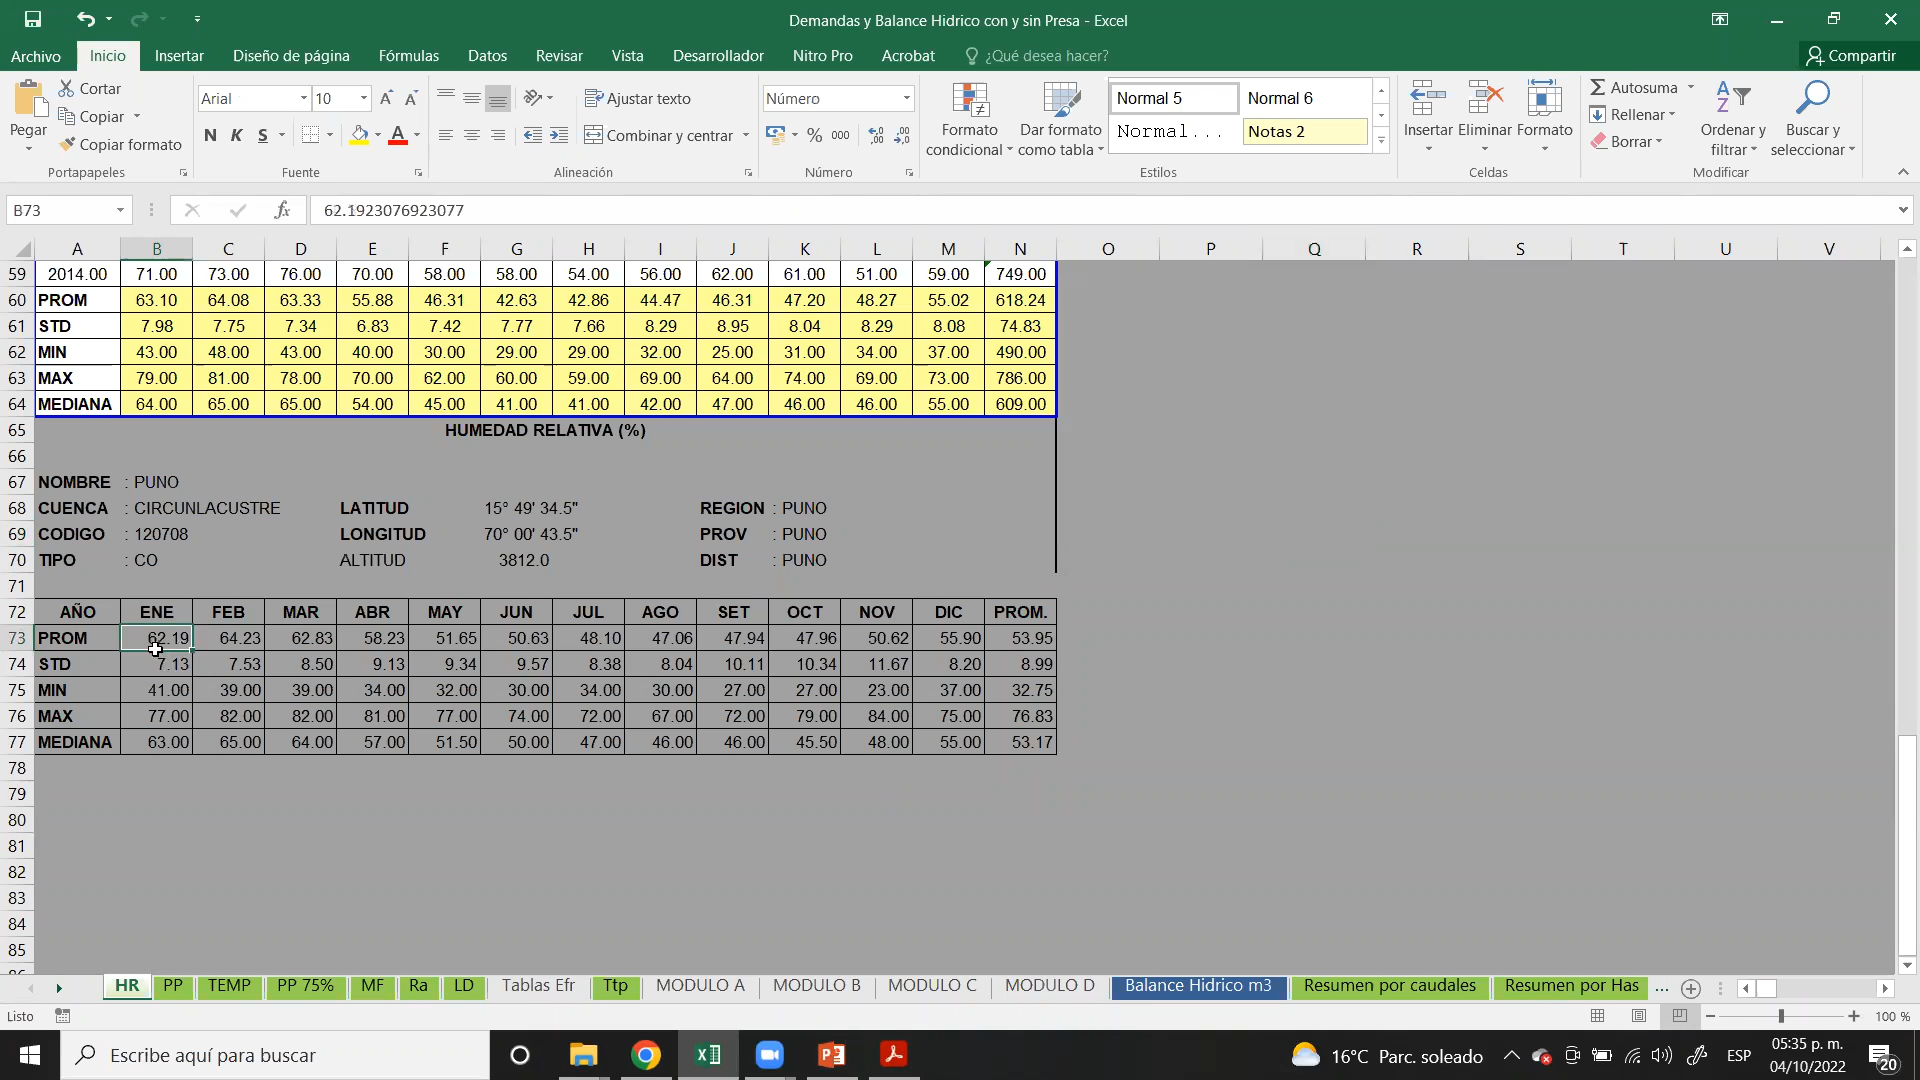 Demandas y Balance Hidrico con y sin Presa - Excel
Archivo Inicio Insertar Diseño de página Fórmulas Datos Revisar Vista Desarrollador Nitro Pro Acrobat ¿Qué desea hacer? Compartir
Pegar Cortar Copiar Copiar formato
Arial 10 N K S
Ajustar texto
Combinar y centrar
Número % 000
Formato condicional Dar formato como tabla
Normal 5 Normal 6
Normal... Notas 2
Insertar Eliminar Formato
Autosuma Rellenar Borrar
Ordenar y filtrar Buscar y seleccionar
Portapapeles Fuente Alineación Número Estilos Celdas Modificar
B73 fx 62.1923076923077
A B C D E F G H I J K L M N O P Q R S T U V
59 2014.00 71.00 73.00 76.00 70.00 58.00 58.00 54.00 56.00 62.00 61.00 51.00 59.00 749.00
60 PROM 63.10 64.08 63.33 55.88 46.31 42.63 42.86 44.47 46.31 47.20 48.27 55.02 618.24
61 STD 7.98 7.75 7.34 6.83 7.42 7.77 7.66 8.29 8.95 8.04 8.29 8.08 74.83
62 MIN 43.00 48.00 43.00 40.00 30.00 29.00 29.00 32.00 25.00 31.00 34.00 37.00 490.00
63 MAX 79.00 81.00 78.00 70.00 62.00 60.00 59.00 69.00 64.00 74.00 69.00 73.00 786.00
64 MEDIANA 64.00 65.00 65.00 54.00 45.00 41.00 41.00 42.00 47.00 46.00 46.00 55.00 609.00
65 HUMEDAD RELATIVA (%)
66
67 NOMBRE : PUNO
68 CUENCA : CIRCUNLACUSTRE LATITUD 15° 49' 34.5" REGION : PUNO
69 CODIGO : 120708 LONGITUD 70° 00' 43.5" PROV : PUNO
70 TIPO : CO ALTITUD 3812.0 DIST : PUNO
71
72 AÑO ENE FEB MAR ABR MAY JUN JUL AGO SET OCT NOV DIC PROM.
73 PROM 62.19 64.23 62.83 58.23 51.65 50.63 48.10 47.06 47.94 47.96 50.62 55.90 53.95
74 STD 7.13 7.53 8.50 9.13 9.34 9.57 8.38 8.04 10.11 10.34 11.67 8.20 8.99
75 MIN 41.00 39.00 39.00 34.00 32.00 30.00 34.00 30.00 27.00 27.00 23.00 37.00 32.75
76 MAX 77.00 82.00 82.00 81.00 77.00 74.00 72.00 67.00 72.00 79.00 84.00 75.00 76.83
77 MEDIANA 63.00 65.00 64.00 57.00 51.50 50.00 47.00 46.00 46.00 45.50 48.00 55.00 53.17
78
79
80
81
82
83
84
85
HR PP TEMP PP 75% MF Ra LD Tablas Efr Ttp MODULO A MODULO B MODULO C MODULO D Balance Hidrico m3 Resumen por caudales Resumen por Has ...
Listo 100 %
Escribe aquí para buscar 16°C Parc. soleado ESP 05:35 p. m.
04/10/2022 20